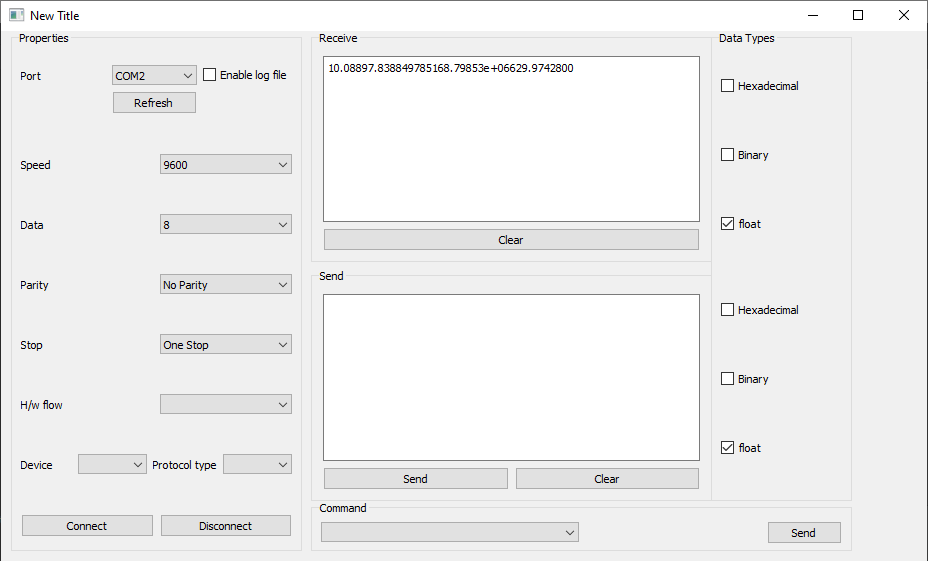 New Title
Properties
Port
COM2
Enable log file
Refresh
Speed
9600
Data
8
Parity
No Parity
Stop
One Stop
H/w flow
Device
Protocol type
Connect
Disconnect
Receive
10.08897.838849785168.79853e+06629.9742800
Clear
Send
Send
Clear
Data Types
Hexadecimal
Binary
float
Hexadecimal
Binary
float
Command
Send